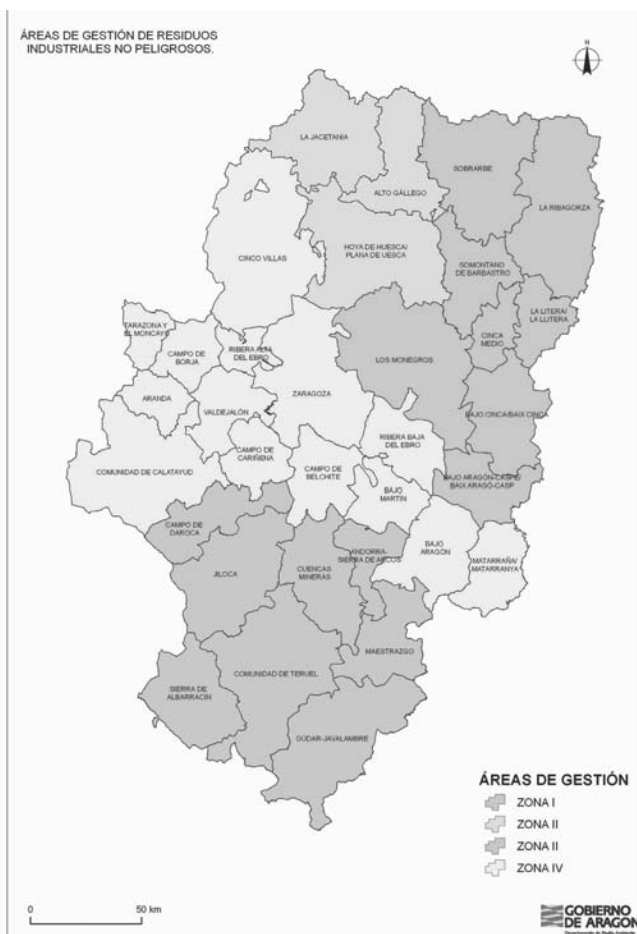 ÁREAS DE GESTIÓN DE RESIDUOS
INDUSTRIALES NO PELIGROSOS.
N
LA JACETANIA
SOBRARBE
ALTO GÁLLEGO
LA RIBAGORZA
CINCO VILLAS
HOYA DE HUESCA/
PLANA DE UESCA
SOMONTANO
DE BARBASTRO
LA LITERA/
LA LLITERA
TARAZONA Y
EL MONCAYO
CAMPO DE
BORJA
RIBERA ALTA
DEL EBRO
LOS MONEGROS
CINCA
MEDIO
ARANDA
VALDEJALÓN
ZARAGOZA
BAJO CINCA/BAIX CINCA
RIBERA BAJA
DEL EBRO
COMUNIDAD DE CALATAYUD
CAMPO DE
CARIÑENA
CAMPO DE
BELCHITE
BAJO
MARTÍN
BAJO ARAGÓN-CASPE/
BAIX ARAGÓ-CASP
CAMPO DE
DAROCA
ANDORRA-
SIERRA DE ARCOS
BAJO
ARAGÓN
MATARRAÑA/
MATARRANYA
JILOCA
CUENCAS
MINERAS
MAESTRAZGO
SIERRA DE
ALBARRACÍN
COMUNIDAD DE TERUEL
GÚDAR-JAVALAMBRE
ÁREAS DE GESTIÓN
ZONA I
ZONA II
ZONA II
ZONA IV
0 50 km
GOBIERNO
DE ARAGON
Departamento de Medio Ambiente